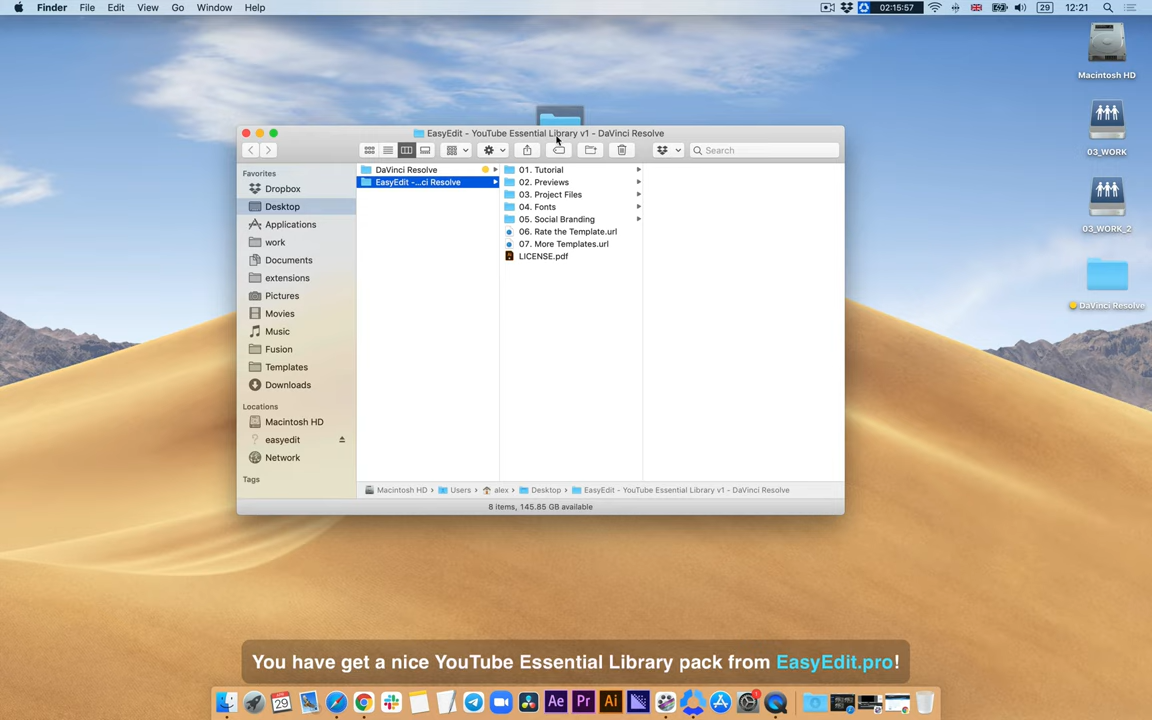 Finder File Edit View Go Window Help
02:15:57
29
12:21
Macintosh HD
03_WORK
03_WORK_2
DaVinci Resolve
EasyEdit - YouTube Essential Library v1 - DaVinci Resolve
Search
Favorites
Dropbox
Desktop
Applications
work
Documents
extensions
Pictures
Movies
Music
Fusion
Templates
Downloads
Locations
Macintosh HD
easyedit
Network
Tags
DaVinci Resolve
EasyEdit -...ci Resolve
01. Tutorial
02. Previews
03. Project Files
04. Fonts
05. Social Branding
06. Rate the Template.url
07. More Templates.url
LICENSE.pdf
Macintosh HD › Users › alex › Desktop › EasyEdit - YouTube Essential Library v1 - DaVinci Resolve
8 items, 145.85 GB available
You have get a nice YouTube Essential Library pack from EasyEdit.pro!
29
Ae
Pr
Ai
1